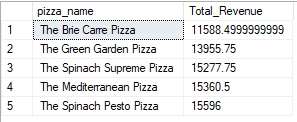 pizza_name Total_Revenue
1 The Brie Carre Pizza 11588.4999999999
2 The Green Garden Pizza 13955.75
3 The Spinach Supreme Pizza 15277.75
4 The Mediterranean Pizza 15360.5
5 The Spinach Pesto Pizza 15596